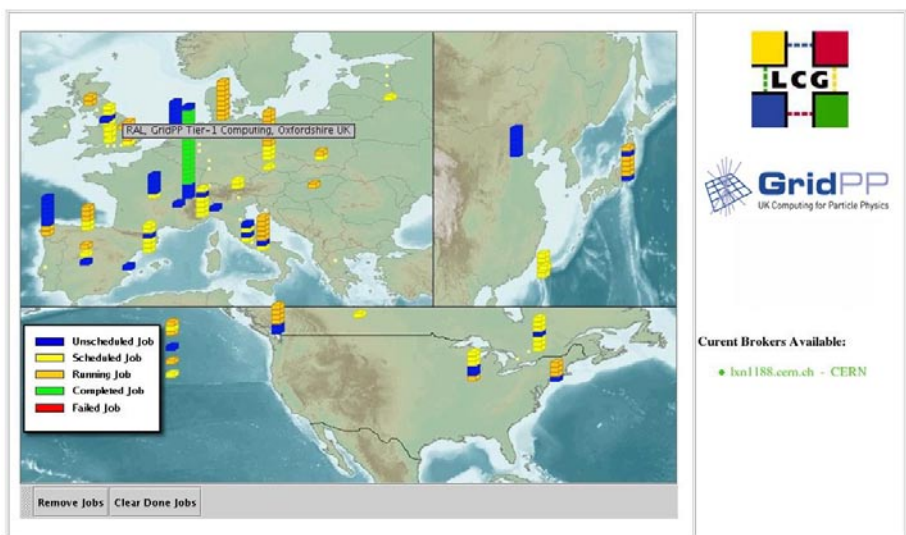 RAL, GridPP Tier-1 Computing, Oxfordshire UK
Unscheduled Job
Scheduled Job
Running Job
Completed Job
Failed Job
Remove Jobs
Clear Done Jobs
LCG
GridPP
UK Computing for Particle Physics
Curent Brokers Available:
lxn1188.cern.ch - CERN